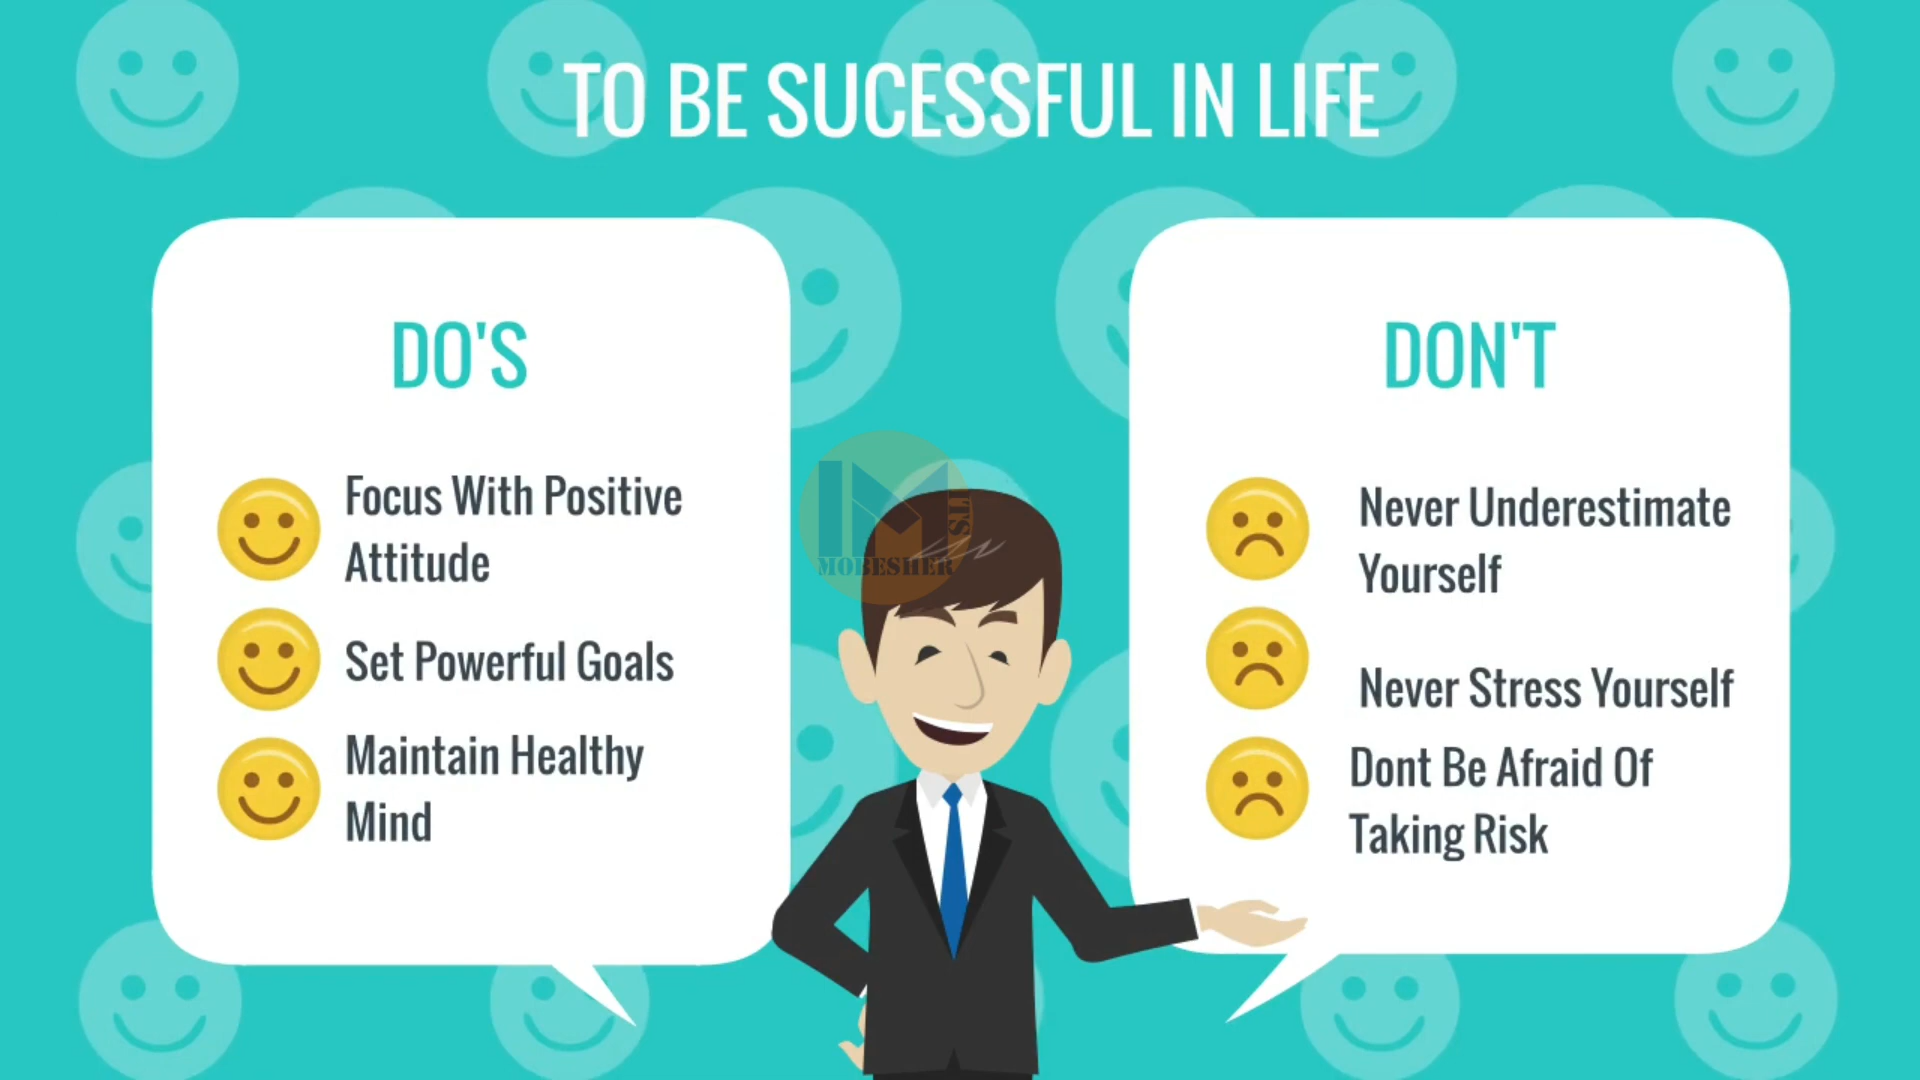 TO BE SUCESSFUL IN LIFE
DO'S
Focus With Positive
Attitude
Set Powerful Goals
Maintain Healthy
Mind
DON'T
Never Underestimate
Yourself
Never Stress Yourself
Dont Be Afraid Of
Taking Risk
MOBESHER